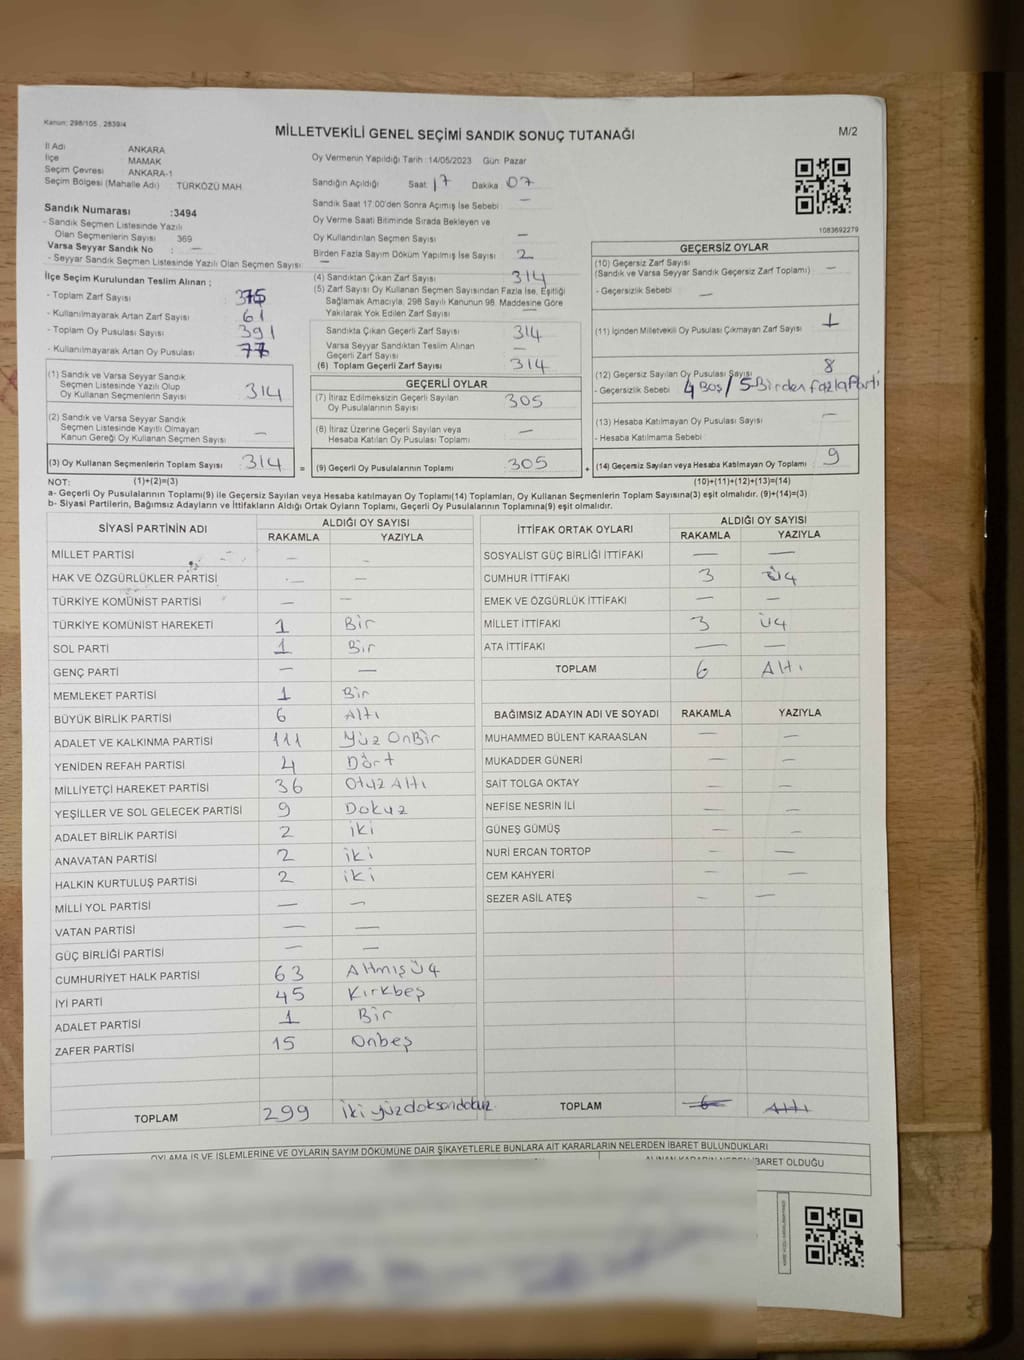 Kanun: 298/105 , 2839/4
MİLLETVEKİLİ GENEL SEÇİMİ SANDIK SONUÇ TUTANAĞI
M/2
İl Adı ANKARA
İlçe MAMAK
Seçim Çevresi ANKARA-1
Seçim Bölgesi (Mahalle Adı) TÜRKÖZÜ MAH
Sandık Numarası :3494
- Sandık Seçmen Listesinde Yazılı
Olan Seçmenlerin Sayısı 369
Varsa Seyyar Sandık No : —
- Seyyar Sandık Seçmen Listesinde Yazılı Olan Seçmen Sayısı : —
Oy Vermenin Yapıldığı Tarih :14/05/2023 Gün: Pazar
Sandığın Açıldığı Saat 17 Dakika 07
Sandık Saat 17:00'den Sonra Açımış İse Sebebi —
Oy Verme Saati Bitiminde Sırada Bekleyen ve
Oy Kullandırılan Seçmen Sayısı —
Birden Fazla Sayım Döküm Yapılmış İse Sayısı 2
1083692279
İlçe Seçim Kurulundan Teslim Alınan ;
- Toplam Zarf Sayısı 375
- Kullanılmayarak Artan Zarf Sayısı 61
- Toplam Oy Pusulası Sayısı 391
- Kullanılmayarak Artan Oy Pusulası 77
(1) Sandık ve Varsa Seyyar Sandık
Seçmen Listesinde Yazılı Olup
Oy Kullanan Seçmenlerin Sayısı 314
(2) Sandık ve Varsa Seyyar Sandık
Seçmen Listesinde Kayıtlı Olmayan
Kanun Gereği Oy Kullanan Seçmen Sayısı —
(3) Oy Kullanan Seçmenlerin Toplam Sayısı 314
(4) Sandıktan Çıkan Zarf Sayısı 314
(5) Zarf Sayısı Oy Kullanan Seçmen Sayısından Fazla İse, Eşitliği
Sağlamak Amacıyla, 298 Sayılı Kanunun 98. Maddesine Göre
Yakılarak Yok Edilen Zarf Sayısı —
Sandıkta Çıkan Geçerli Zarf Sayısı 314
Varsa Seyyar Sandıktan Teslim Alınan
Geçerli Zarf Sayısı —
(6) Toplam Geçerli Zarf Sayısı 314
GEÇERLİ OYLAR
(7) İtiraz Edilmeksizin Geçerli Sayılan
Oy Pusulasının Sayısı 305
(8) İtiraz Üzerine Geçerli Sayılan veya
Hesaba Katılan Oy Pusulası Toplamı —
= (9) Geçerli Oy Pusulalarının Toplamı 305 +
GEÇERSİZ OYLAR
(10) Geçersiz Zarf Sayısı
(Sandık ve Varsa Seyyar Sandık Geçersiz Zarf Toplamı) —
- Geçersizlik Sebebi —
(11) İçinden Milletvekili Oy Pusulası Çıkmayan Zarf Sayısı 1
(12) Geçersiz Sayılan Oy Pusulası Sayısı 8
- Geçersizlik Sebebi 4 Boş / 5 Birden fazla Parti
(13) Hesaba Katılmayan Oy Pusulası Sayısı —
- Hesaba Katılmama Sebebi
(14) Geçersiz Sayılan veya Hesaba Katılmayan Oy Toplamı 9
NOT: (1)+(2)=(3) (10)+(11)+(12)+(13)=(14)
a- Geçerli Oy Pusulalarının Toplamı(9) ile Geçersiz Sayılan veya Hesaba katılmayan Oy Toplamı(14) Toplamları, Oy Kullanan Seçmenlerin Toplam Sayısına(3) eşit olmalıdır. (9)+(14)=(3)
b- Siyasi Partilerin, Bağımsız Adayların ve İttifakların Aldığı Ortak Oyların Toplamı, Geçerli Oy Pusulalarının Toplamına(9) eşit olmalıdır.
SİYASİ PARTİNİN ADI ALDIĞI OY SAYISI
RAKAMLA YAZIYLA
MİLLET PARTİSİ — —
HAK VE ÖZGÜRLÜKLER PARTİSİ — —
TÜRKİYE KOMÜNİST PARTİSİ — —
TÜRKİYE KOMÜNİST HAREKETİ 1 Bir
SOL PARTİ 1 Bir
GENÇ PARTİ — —
MEMLEKET PARTİSİ 1 Bir
BÜYÜK BİRLİK PARTİSİ 6 Altı
ADALET VE KALKINMA PARTİSİ 111 Yüz OnBir
YENİDEN REFAH PARTİSİ 4 Dört
MİLLİYETÇİ HAREKET PARTİSİ 36 Otuz Altı
YEŞİLLER VE SOL GELECEK PARTİSİ 9 Dokuz
ADALET BİRLİK PARTİSİ 2 iki
ANAVATAN PARTİSİ 2 iki
HALKIN KURTULUŞ PARTİSİ 2 iki
MİLLİ YOL PARTİSİ — —
VATAN PARTİSİ — —
GÜÇ BİRLİĞİ PARTİSİ — —
CUMHURİYET HALK PARTİSİ 63 Altmış Üç
İYİ PARTİ 45 Kırkbeş
ADALET PARTİSİ 1 Bir
ZAFER PARTİSİ 15 Onbeş
TOPLAM 299 iki yüzdoksandokuz
İTTİFAK ORTAK OYLARI ALDIĞI OY SAYISI
RAKAMLA YAZIYLA
SOSYALİST GÜÇ BİRLİĞİ İTTİFAKI — —
CUMHUR İTTİFAKI 3 Üç
EMEK VE ÖZGÜRLÜK İTTİFAKI — —
MİLLET İTTİFAKI 3 Üç
ATA İTTİFAKI — —
TOPLAM 6 Altı
BAĞIMSIZ ADAYIN ADI VE SOYADI RAKAMLA YAZIYLA
MUHAMMED BÜLENT KARAASLAN — —
MUKADDER GÜNERİ — —
SAİT TOLGA OKTAY — —
NEFİSE NESRİN İLİ — —
GÜNEŞ GÜMÜŞ — —
NURİ ERCAN TORTOP — —
CEM KAHYERİ — —
SEZER ASİL ATEŞ — —
TOPLAM 6 Altı
OYLAMA İŞ VE İŞLEMLERİNE VE OYLARIN SAYIM DÖKÜMÜNE DAİR ŞİKAYETLERLE BUNLARA AİT KARARLARIN NELERDEN İBARET BULUNDUKLARI
ALINAN KARARIN NEDEN İBARET OLDUĞU